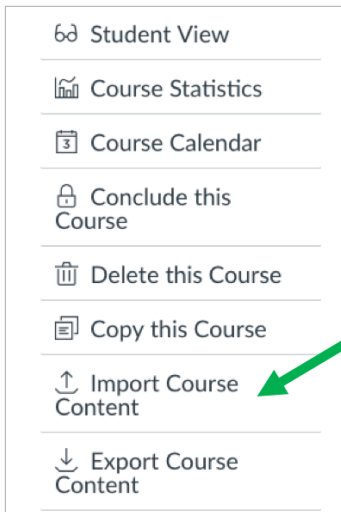 Student View
Course Statistics
3 Course Calendar
Conclude this
Course
Delete this Course
Copy this Course
Import Course
Content
Export Course
Content